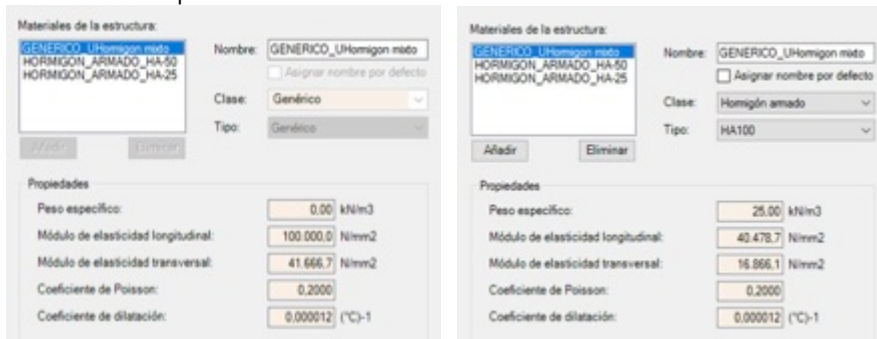 Materiales de la estructura:
GENERICO_UHormigon mixto
HORMIGON_ARMADO_HA-50
HORMIGON_ARMADO_HA-25
Nombre: GENERICO_UHormigon mixto
Asignar nombre por defecto
Clase: Genérico
Tipo: Genérico
Añadir Eliminar
Propiedades
Peso específico: 0,00 kN/m3
Módulo de elasticidad longitudinal: 100.000,0 N/mm2
Módulo de elasticidad transversal: 41.666,7 N/mm2
Coeficiente de Poisson: 0,2000
Coeficiente de dilatación: 0,000012 (°C)-1
Materiales de la estructura:
GENERICO_UHormigon mixto
HORMIGON_ARMADO_HA-50
HORMIGON_ARMADO_HA-25
Nombre: GENERICO_UHormigon mixto
Asignar nombre por defecto
Clase: Hormigón armado
Tipo: HA100
Añadir Eliminar
Propiedades
Peso específico: 25,00 kN/m3
Módulo de elasticidad longitudinal: 40.478,7 N/mm2
Módulo de elasticidad transversal: 16.866,1 N/mm2
Coeficiente de Poisson: 0,2000
Coeficiente de dilatación: 0,000012 (°C)-1